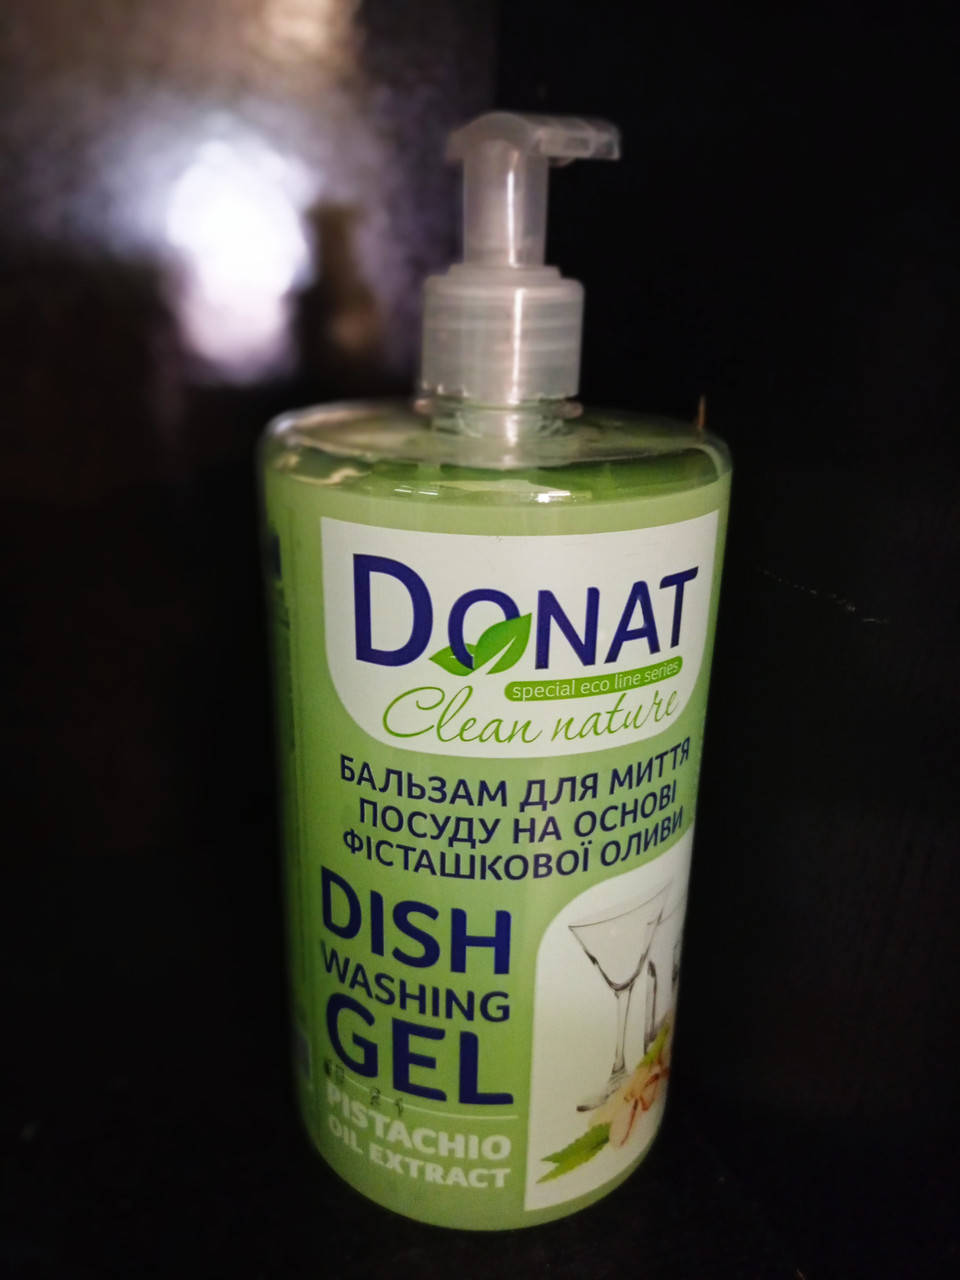 DONAT
special eco line series
Clean nature
БАЛЬЗАМ ДЛЯ МИТТЯ
ПОСУДУ НА ОСНОВІ
ФІСТАШКОВОЇ ОЛИВИ
DISH
WASHING
GEL
PISTACHIO
OIL EXTRACT